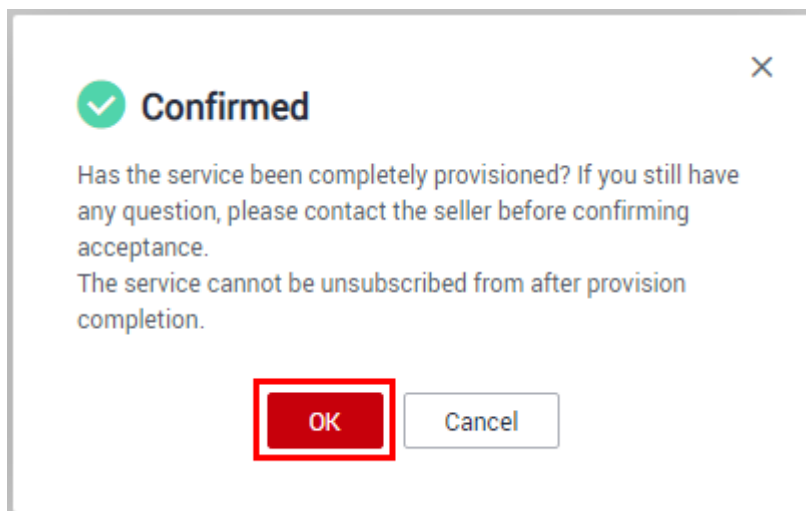 Confirmed
Has the service been completely provisioned? If you still have
any question, please contact the seller before confirming
acceptance.
The service cannot be unsubscribed from after provision
completion.
OK
Cancel